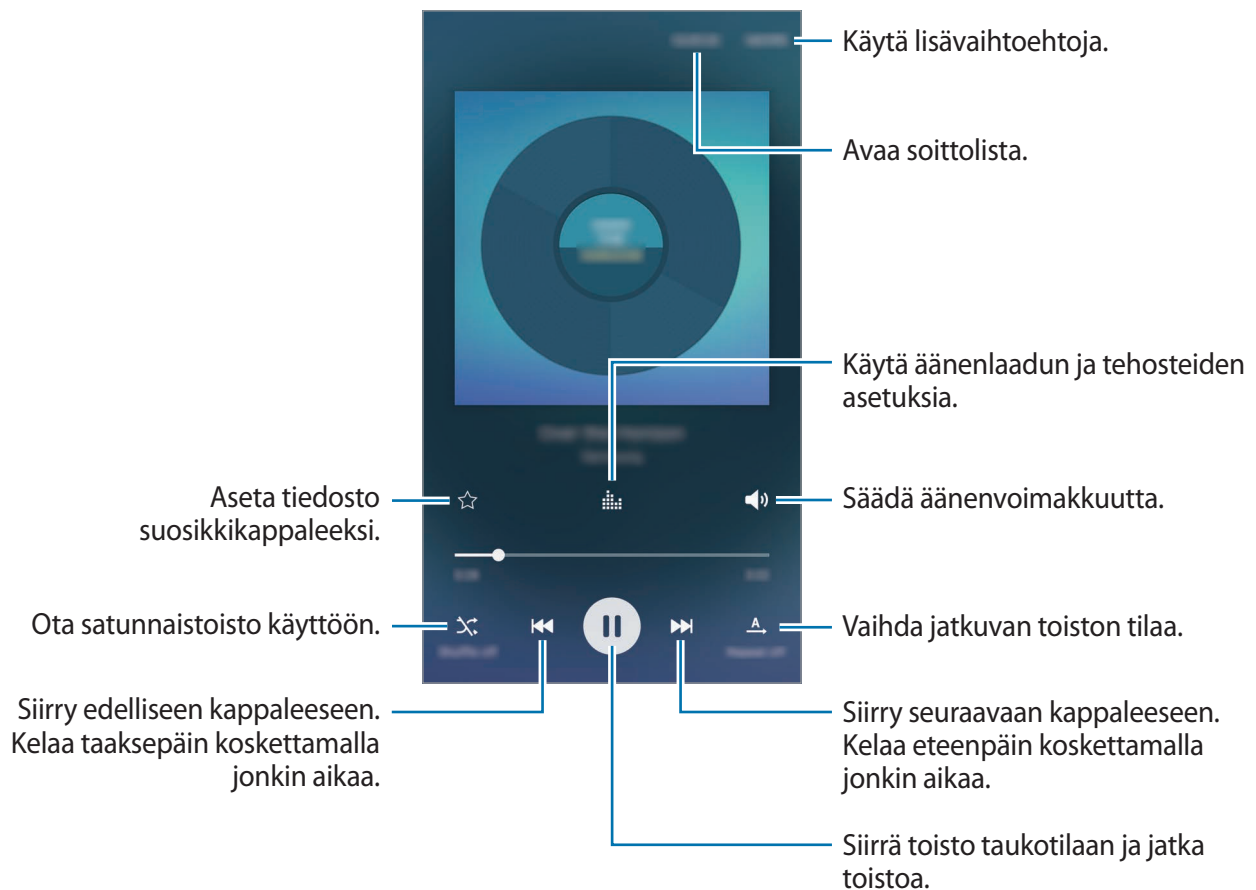 Käytä lisävaihtoehtoja.
Avaa soittolista.
Käytä äänenlaadun ja tehosteiden
asetuksia.
Aseta tiedosto
suosikkikappaleeksi.
Säädä äänenvoimakkuutta.
Ota satunnaistoisto käyttöön.
Vaihda jatkuvan toiston tilaa.
Siirry edelliseen kappaleeseen.
Kelaa taaksepäin koskettamalla
jonkin aikaa.
Siirry seuraavaan kappaleeseen.
Kelaa eteenpäin koskettamalla
jonkin aikaa.
Siirrä toisto taukotilaan ja jatka
toistoa.